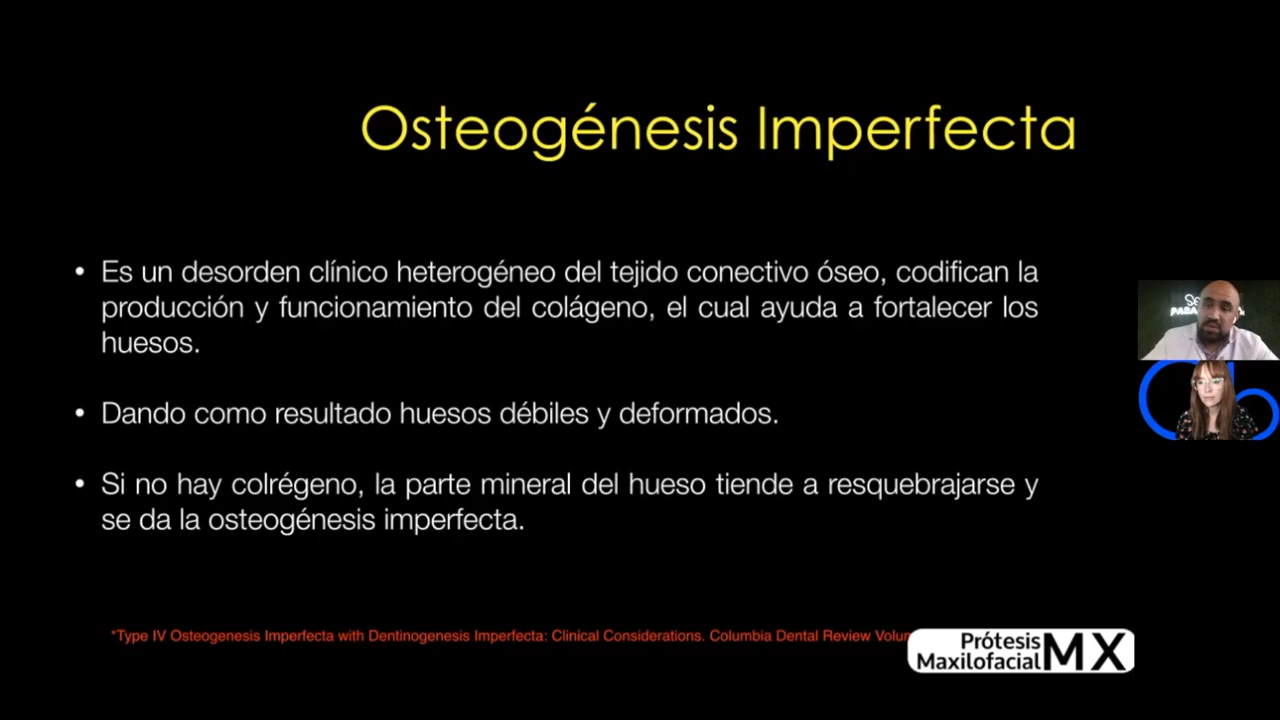 Osteogénesis Imperfecta
• Es un desorden clínico heterogéneo del tejido conectivo óseo, codifican la
producción y funcionamiento del colágeno, el cual ayuda a fortalecer los
huesos.
• Dando como resultado huesos débiles y deformados.
• Si no hay colrégeno, la parte mineral del hueso tiende a resquebrajarse y
se da la osteogénesis imperfecta.
*Type IV Osteogenesis Imperfecta with Dentinogenesis Imperfecta: Clinical Considerations. Columbia Dental Review
Prótesis
Maxilofacial MX